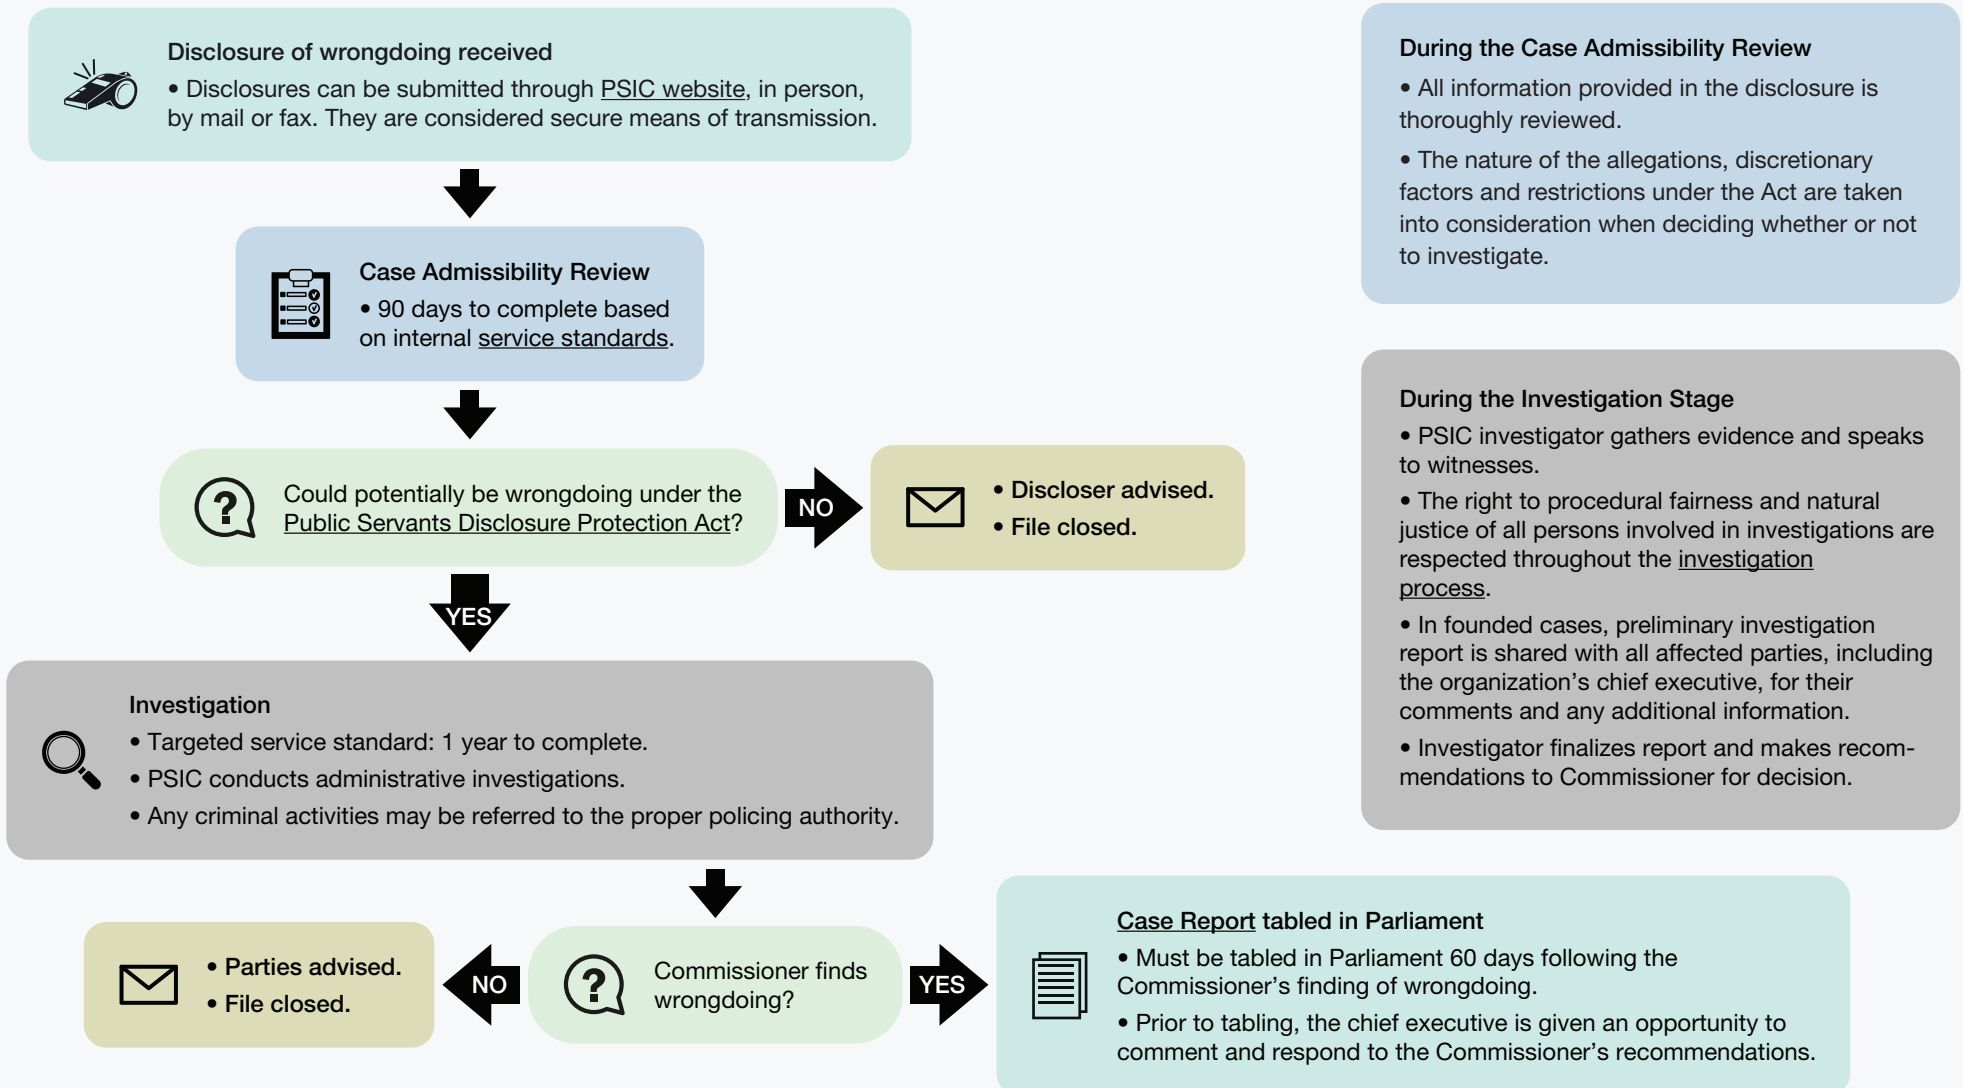 Disclosure of wrongdoing received
• Disclosures can be submitted through PSIC website, in person,
by mail or fax. They are considered secure means of transmission.
Case Admissibility Review
• 90 days to complete based
on internal service standards.
Could potentially be wrongdoing under the
Public Servants Disclosure Protection Act?
NO
• Discloser advised.
• File closed.
YES
Investigation
• Targeted service standard: 1 year to complete.
• PSIC conducts administrative investigations.
• Any criminal activities may be referred to the proper policing authority.
Commissioner finds
wrongdoing?
NO
• Parties advised.
• File closed.
YES
Case Report tabled in Parliament
• Must be tabled in Parliament 60 days following the
Commissioner’s finding of wrongdoing.
• Prior to tabling, the chief executive is given an opportunity to
comment and respond to the Commissioner’s recommendations.
During the Case Admissibility Review
• All information provided in the disclosure is
thoroughly reviewed.
• The nature of the allegations, discretionary
factors and restrictions under the Act are taken
into consideration when deciding whether or not
to investigate.
During the Investigation Stage
• PSIC investigator gathers evidence and speaks
to witnesses.
• The right to procedural fairness and natural
justice of all persons involved in investigations are
respected throughout the investigation
process.
• In founded cases, preliminary investigation
report is shared with all affected parties, including
the organization’s chief executive, for their
comments and any additional information.
• Investigator finalizes report and makes recom-
mendations to Commissioner for decision.